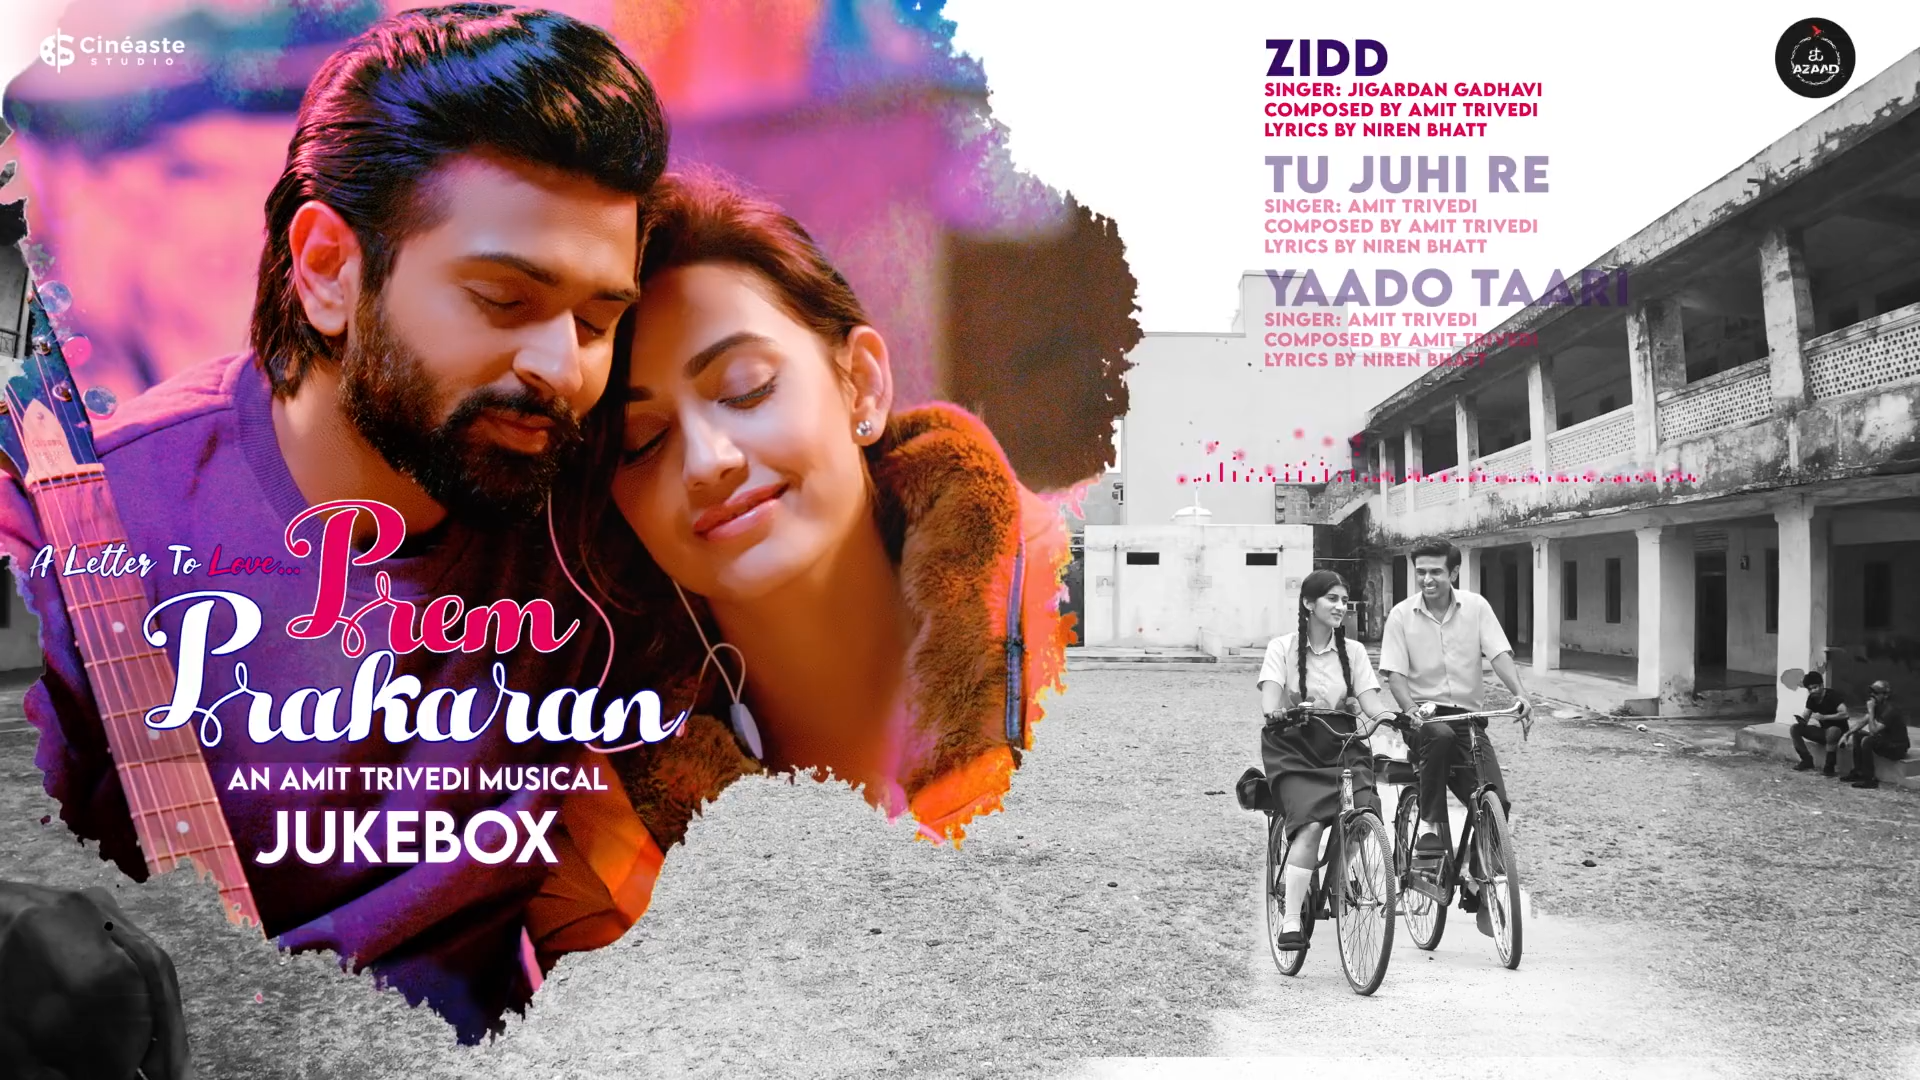 Cinéaste
STUDIO
ZIDD
SINGER: JIGARDAN GADHAVI
COMPOSED BY AMIT TRIVEDI
LYRICS BY NIREN BHATT
TU JUHI RE
SINGER: AMIT TRIVEDI
COMPOSED BY AMIT TRIVEDI
LYRICS BY NIREN BHATT
YAADO TAARI
SINGER: AMIT TRIVEDI
COMPOSED BY AMIT TRIVEDI
LYRICS BY NIREN BHATT
AT
AZAAD
A Letter To Love...
Prem
Prakaran
AN AMIT TRIVEDI MUSICAL
JUKEBOX